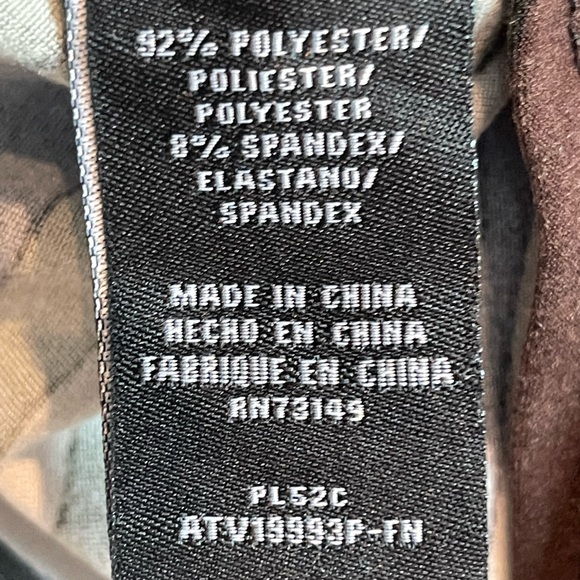 92% POLYESTER/
POLIESTER/
POLYESTER
8% SPANDEX/
ELASTANO/
SPANDEX
MADE IN CHINA
HECHO EN CHINA
FABRIQUE EN CHINA
RN73145
PL52C
ATV19993P-FN